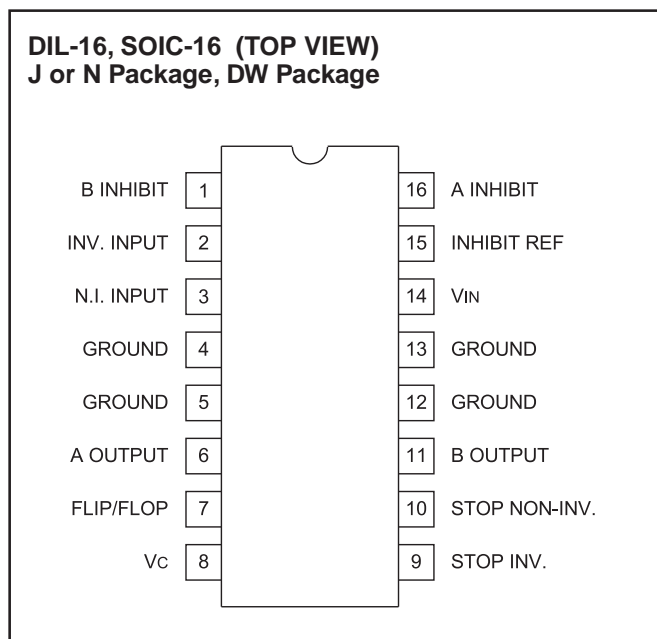 DIL-16, SOIC-16 (TOP VIEW)
J or N Package, DW Package
B INHIBIT 1 16 A INHIBIT
INV. INPUT 2 15 INHIBIT REF
N.I. INPUT 3 14 VIN
GROUND 4 13 GROUND
GROUND 5 12 GROUND
A OUTPUT 6 11 B OUTPUT
FLIP/FLOP 7 10 STOP NON-INV.
VC 8 9 STOP INV.